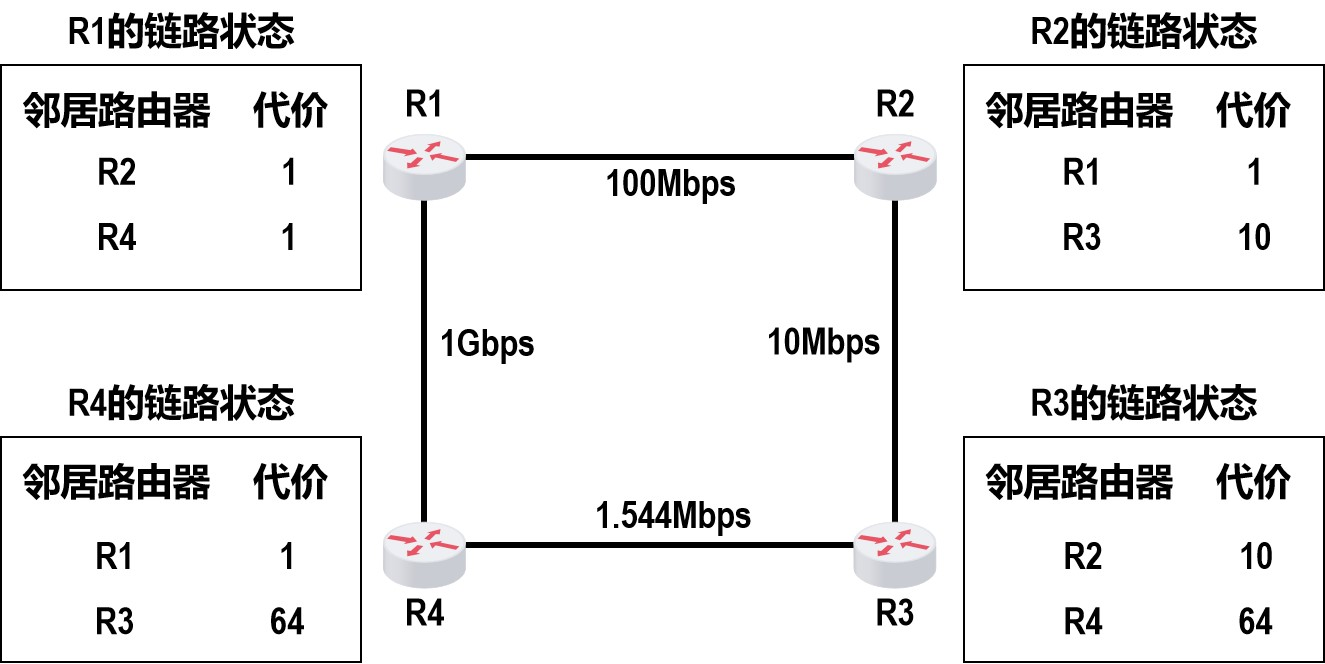 R1的链路状态
邻居路由器 代价
R2 1
R4 1
R2的链路状态
邻居路由器 代价
R1 1
R3 10
R1
R2
100Mbps
1Gbps
10Mbps
1.544Mbps
R4
R3
R4的链路状态
邻居路由器 代价
R1 1
R3 64
R3的链路状态
邻居路由器 代价
R2 10
R4 64